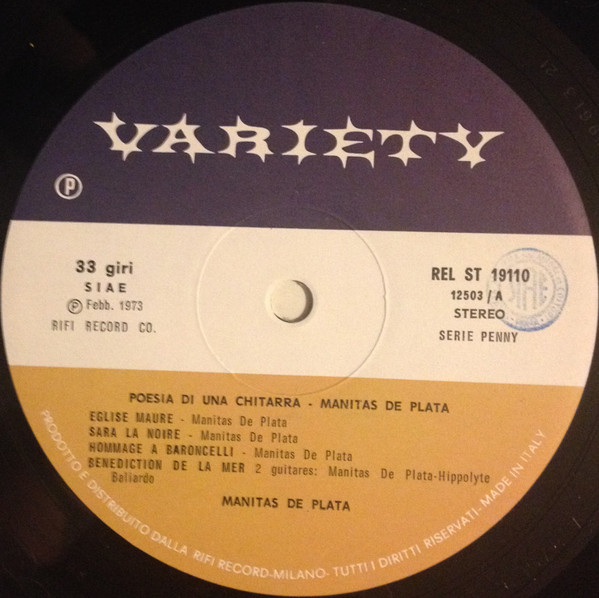 VARIETY
P
33 giri
SIAE
P Febb. 1973
RIFI RECORD CO.
REL ST 19110
12503/A
STEREO
SERIE PENNY
POESIA DI UNA CHITARRA - MANITAS DE PLATA
EGLISE MAURE - Manitas De Plata
SARA LA NOIRE - Manitas De Plata
HOMMAGE A BARONCELLI - Manitas De Plata
BENEDICTION DE LA MER 2 guitares: Manitas De Plata-Hippolyte
Baliardo
MANITAS DE PLATA
PRODOTTO E DISTRIBUITO DALLA RIFI RECORD-MILANO- TUTTI I DIRITTI RISERVATI-MADE IN ITALY